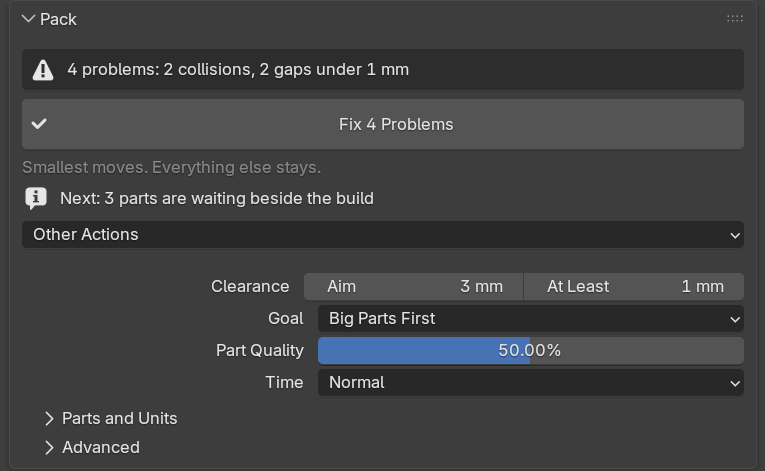 Pack
4 problems: 2 collisions, 2 gaps under 1 mm
Fix 4 Problems
Smallest moves. Everything else stays.
Next: 3 parts are waiting beside the build
Other Actions
Clearance Aim 3 mm At Least 1 mm
Goal Big Parts First
Part Quality 50.00%
Time Normal
Parts and Units
Advanced